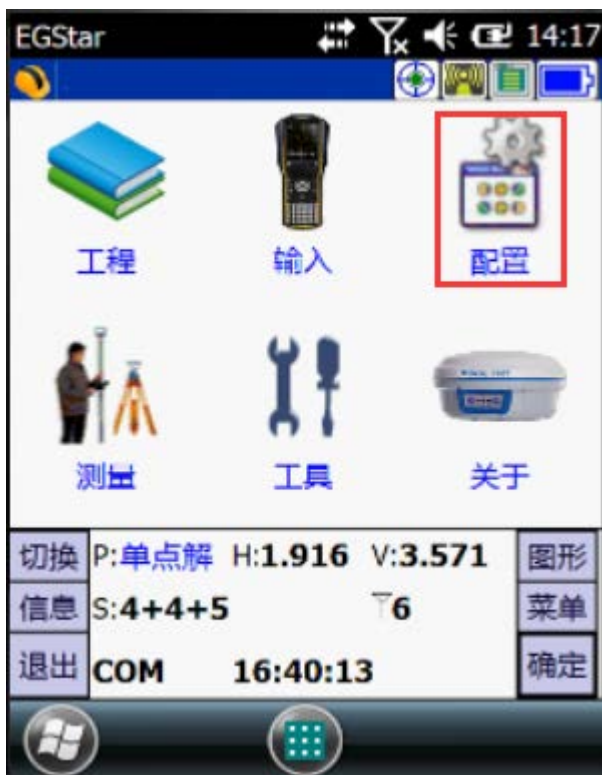 EGStar 14:17
工程 输入 配置
测量 工具 关于
切换 P:单点解 H:1.916 V:3.571 图形
信息 S:4+4+5 6 菜单
退出 COM 16:40:13 确定